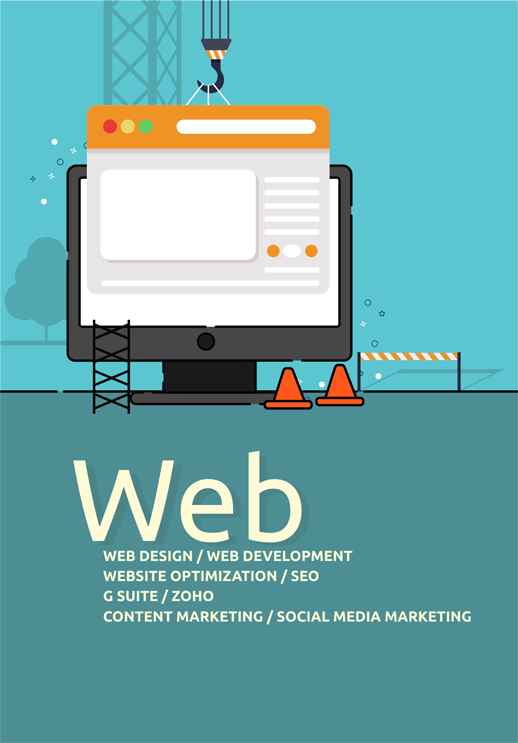 Web
WEB DESIGN / WEB DEVELOPMENT
WEBSITE OPTIMIZATION / SEO
G SUITE / ZOHO
CONTENT MARKETING / SOCIAL MEDIA MARKETING